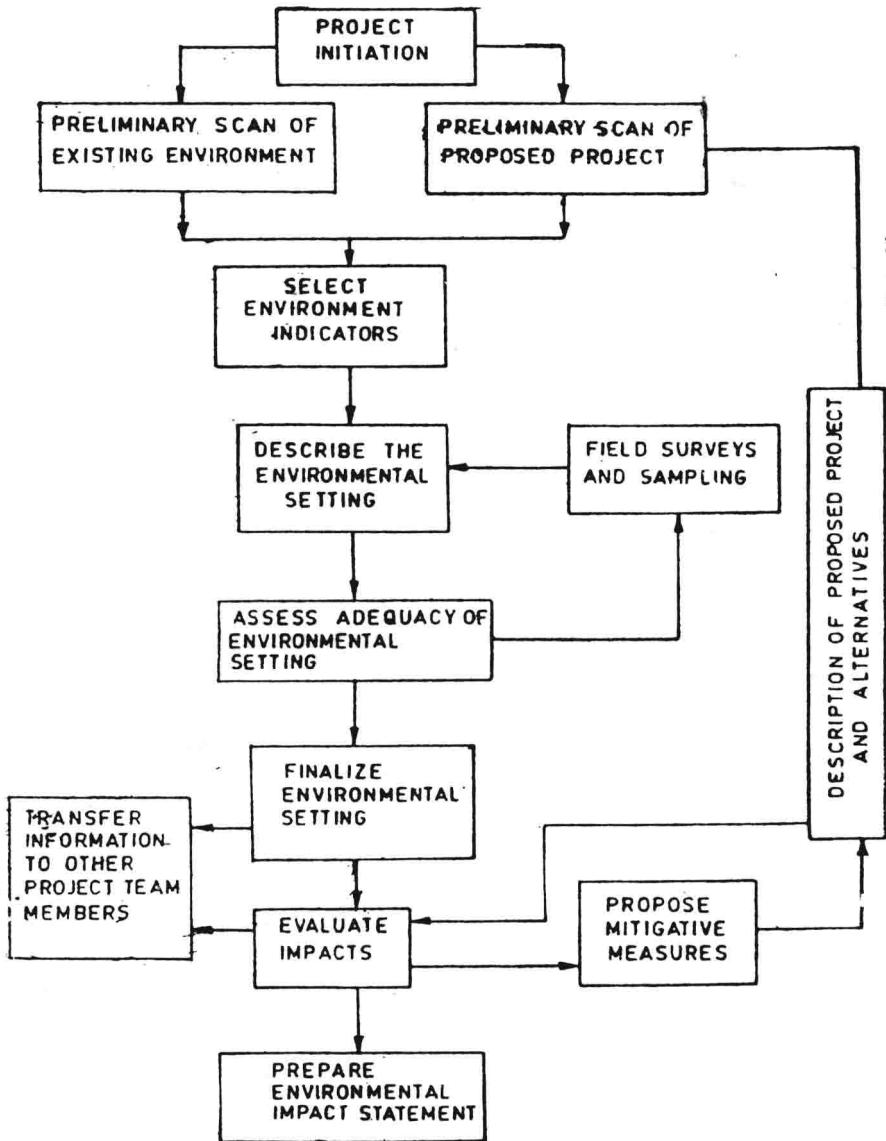 PROJECT
INITIATION
PRELIMINARY SCAN OF
EXISTING ENVIRONMENT
PRELIMINARY SCAN OF
PROPOSED PROJECT
SELECT
ENVIRONMENT
INDICATORS
DESCRIBE THE
ENVIRONMENTAL
SETTING
FIELD SURVEYS
AND SAMPLING
DESCRIPTION OF PROPOSED PROJECT
AND ALTERNATIVES
ASSESS ADEQUACY OF
ENVIRONMENTAL
SETTING
FINALIZE
ENVIRONMENTAL
SETTING
TRANSFER
INFORMATION
TO OTHER
PROJECT TEAM
MEMBERS
EVALUATE
IMPACTS
PROPOSE
MITIGATIVE
MEASURES
PREPARE
ENVIRONMENTAL
IMPACT STATEMENT